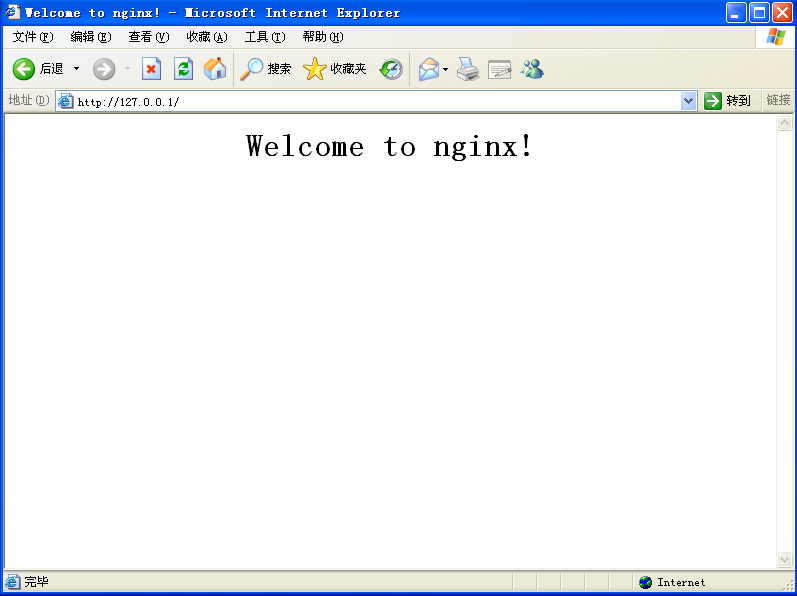 Welcome to nginx! - Microsoft Internet Explorer
文件(F) 编辑(E) 查看(V) 收藏(A) 工具(T) 帮助(H)
后退 搜索 收藏夹
地址(D) http://127.0.0.1/ 转到 链接
Welcome to nginx!
完毕 Internet